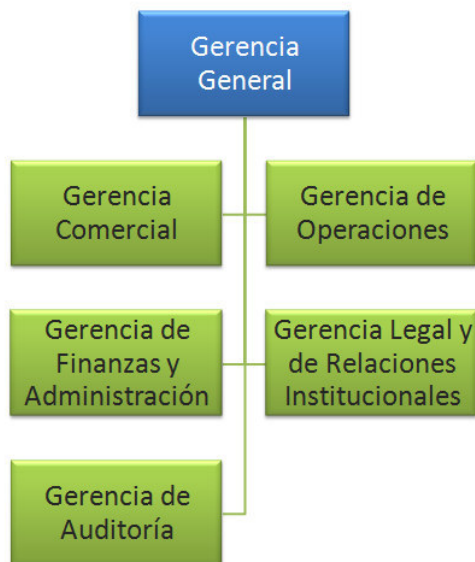 Gerencia
General
Gerencia
Comercial
Gerencia de
Operaciones
Gerencia de
Finanzas y
Administración
Gerencia Legal y
de Relaciones
Institucionales
Gerencia de
Auditoría